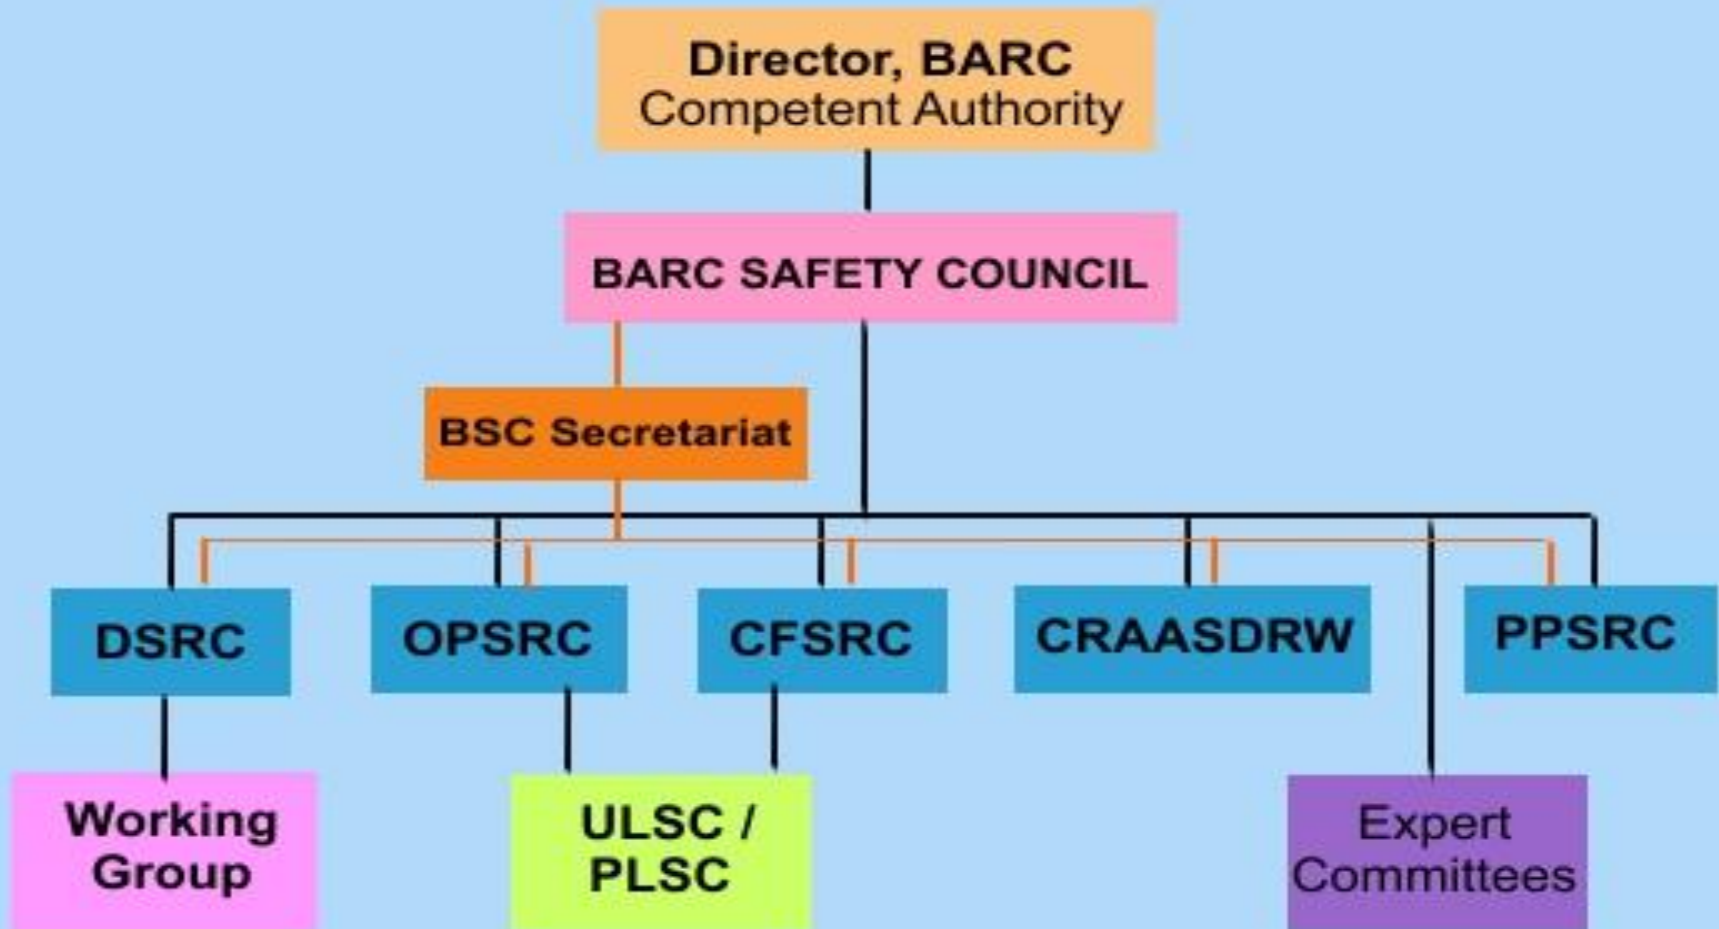 Director, BARC
Competent Authority
BARC SAFETY COUNCIL
BSC Secretariat
DSRC
OPSRC
CFSRC
CRAASDRW
PPSRC
Working
Group
ULSC /
PLSC
Expert
Committees